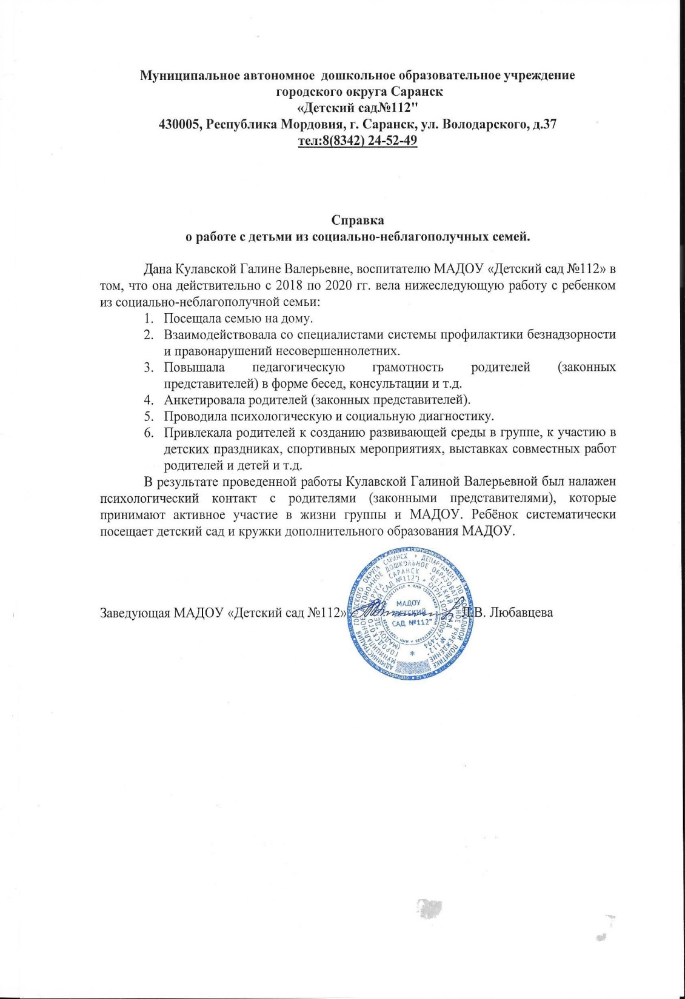 Муниципальное автономное дошкольное образовательное учреждение
городского округа Саранск
«Детский сад№112"
430005, Республика Мордовия, г. Саранск, ул. Володарского, д.37
тел:8(8342) 24-52-49
Справка
о работе с детьми из социально-неблагополучных семей.
Дана Кулавской Галине Валерьевне, воспитателю МАДОУ «Детский сад №112» в
том, что она действительно с 2018 по 2020 гг. вела нижеследующую работу с ребенком
из социально-неблагополучной семьи:
1. Посещала семью на дому.
2. Взаимодействовала со специалистами системы профилактики безнадзорности
и правонарушений несовершеннолетних.
3. Повышала педагогическую грамотность родителей (законных
представителей) в форме бесед, консультации и т.д.
4. Анкетировала родителей (законных представителей).
5. Проводила психологическую и социальную диагностику.
6. Привлекала родителей к созданию развивающей среды в группе, к участию в
детских праздниках, спортивных мероприятиях, выставках совместных работ
родителей и детей и т.д.
В результате проведенной работы Кулавской Галиной Валерьевной был налажен
психологический контакт с родителями (законными представителями), которые
принимают активное участие в жизни группы и МАДОУ. Ребёнок систематически
посещает детский сад и кружки дополнительного образования МАДОУ.
Заведующая МАДОУ «Детский сад №112» Л.В. Любавцева
МАДОУ
"ДЕТСКИЙ
САД №112"